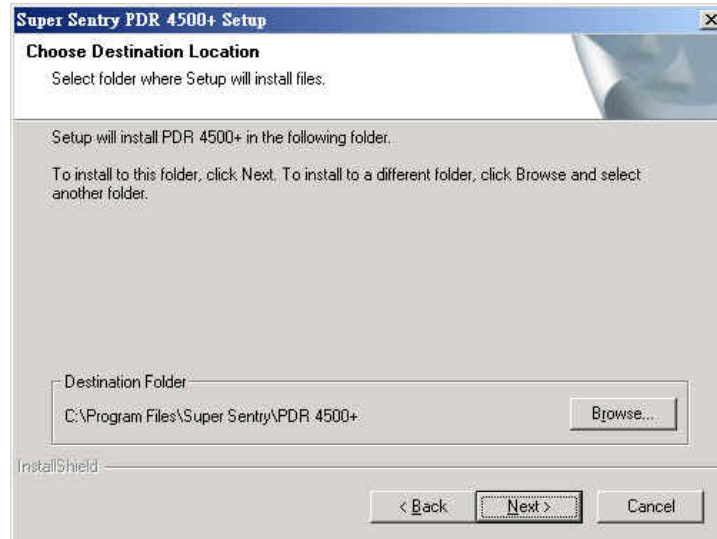 Super Sentry PDR 4500+ Setup
Choose Destination Location
Select folder where Setup will install files.
Setup will install PDR 4500+ in the following folder.
To install to this folder, click Next. To install to a different folder, click Browse and select
another folder.
Destination Folder
C:\Program Files\Super Sentry\PDR 4500+
Browse...
InstallShield
< Back
Next >
Cancel